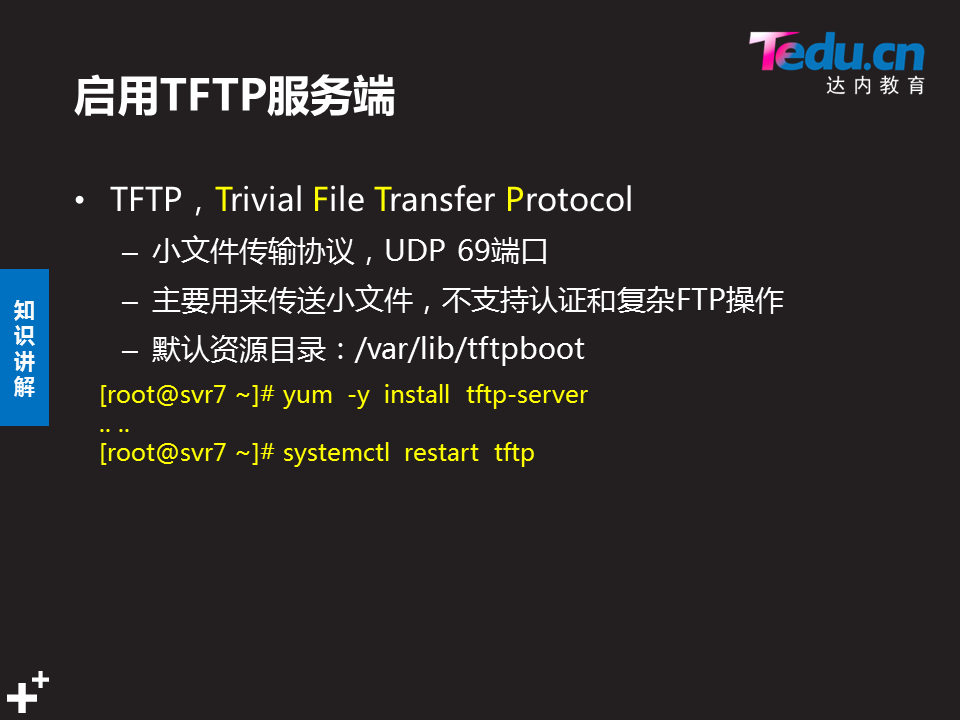 Tedu.cn
达内教育
启用TFTP服务端
• TFTP，Trivial File Transfer Protocol
– 小文件传输协议，UDP 69端口
– 主要用来传送小文件，不支持认证和复杂FTP操作
– 默认资源目录：/var/lib/tftpboot
[root@svr7 ~]# yum -y install tftp-server
.. ..
[root@svr7 ~]# systemctl restart tftp
知
识
讲
解